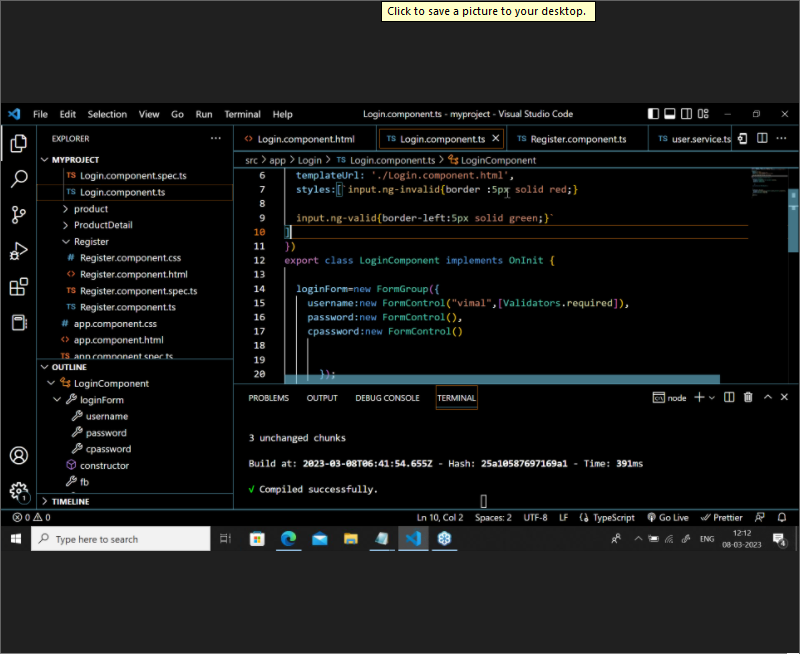 Click to save a picture to your desktop.
File Edit Selection View Go Run Terminal Help Login.component.ts - myproject - Visual Studio Code
EXPLORER ...
MYPROJECT
Login.component.spec.ts
Login.component.ts
product
ProductDetail
Register
# Register.component.css
<> Register.component.html
TS Register.component.spec.ts
TS Register.component.ts
# app.component.css
<> app.component.html
TS app.component.spec.ts
OUTLINE
LoginComponent
loginForm
username
password
cpassword
constructor
fb
TIMELINE
<> Login.component.html TS Login.component.ts × TS Register.component.ts TS user.service.ts ...
src > app > Login > TS Login.component.ts > LoginComponent
6 templateUrl: './Login.component.html',
7 styles:[`input.ng-invalid{border :5px solid red;}
8
9 input.ng-valid{border-left:5px solid green;}`
10 ]
11 })
12 export class LoginComponent implements OnInit {
13
14 loginForm=new FormGroup({
15 username:new FormControl("vimal",[Validators.required]),
16 password:new FormControl(),
17 cpassword:new FormControl()
18
19
20 });
PROBLEMS OUTPUT DEBUG CONSOLE TERMINAL node
3 unchanged chunks
Build at: 2023-03-08T06:41:54.655Z - Hash: 25a10587697169a1 - Time: 391ms
√ Compiled successfully.
0 0 Ln 10, Col 2 Spaces: 2 UTF-8 LF TypeScript Go Live Prettier
Type here to search ENG 12:12
08-03-2023 4